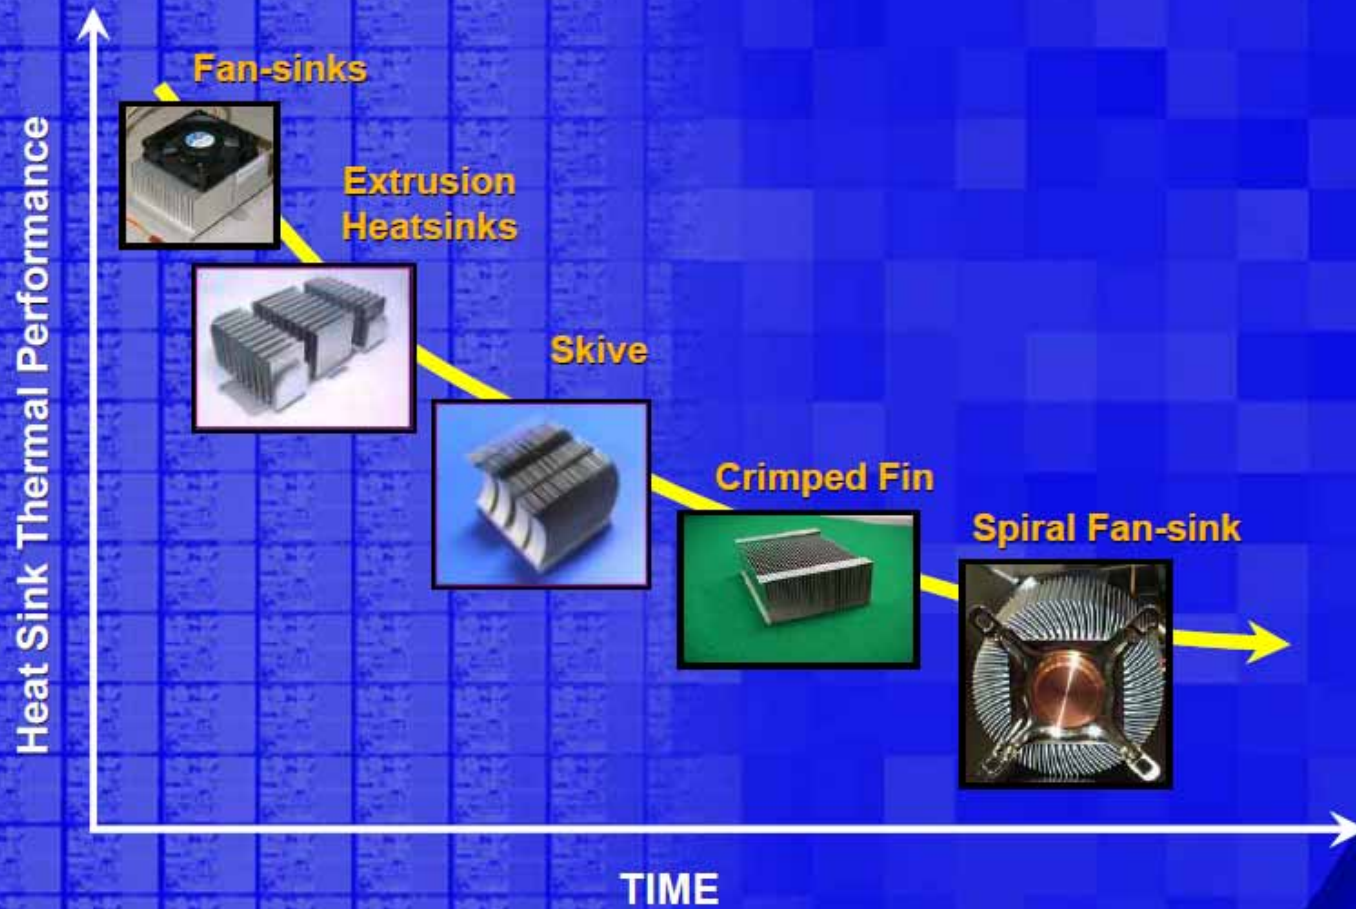 Fan-sinks
Extrusion
Heatsinks
Skive
Crimped Fin
Spiral Fan-sink
Heat Sink Thermal Performance
TIME